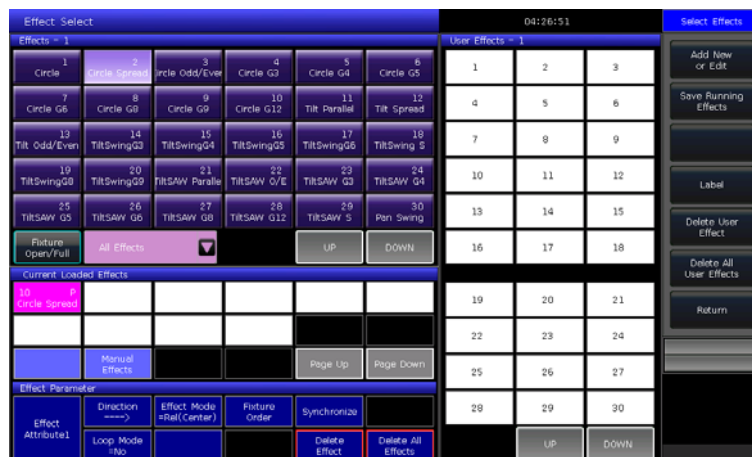 Effect Select
04:26:51
Select Effects
Effects - 1
1
Circle
2
Circle Spread
3
ircle Odd/Ever
4
Circle G3
5
Circle G4
6
Circle G5
7
Circle G6
8
Circle G8
9
Circle G9
10
Circle G12
11
Tilt Parallel
12
Tilt Spread
13
Tilt Odd/Even
14
TiltSwingG3
15
TiltSwingG4
16
TiltSwingG5
17
TiltSwingG6
18
TiltSwing S
19
TiltSwingG8
20
TiltSwingG9
21
TiltSAW Paralle
22
TiltSAW O/E
23
TiltSAW G3
24
TiltSAW G4
25
TiltSAW G5
26
TiltSAW G6
27
TiltSAW G8
28
TiltSAW G12
29
TiltSAW S
30
Pan Swing
Fixture
Open/Full
All Effects
UP
DOWN
Current Loaded Effects
10 P
Circle Spread
Manual
Effects
Page Up
Page Down
Effect Parameter
Effect
Attribute1
Direction
---->
Effect Mode
=Rel(Center)
Fixture
Order
Synchronize
Loop Mode
=No
Delete
Effect
Delete All
Effects
User Effects - 1
1 2 3
4 5 6
7 8 9
10 11 12
13 14 15
16 17 18
19 20 21
22 23 24
25 26 27
28 29 30
UP
DOWN
Add New
or Edit
Save Running
Effects
Label
Delete User
Effect
Delete All
User Effects
Return